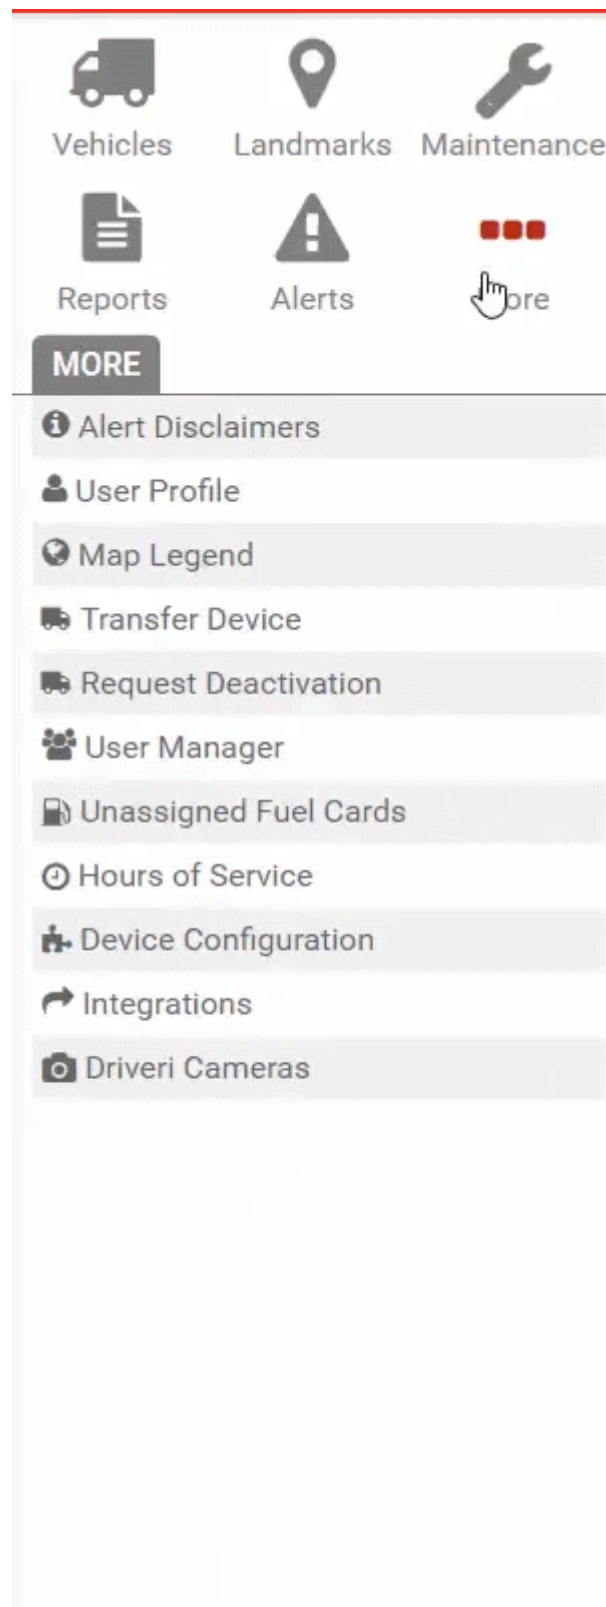 Vehicles Landmarks Maintenance
Reports Alerts ore
MORE
Alert Disclaimers
User Profile
Map Legend
Transfer Device
Request Deactivation
User Manager
Unassigned Fuel Cards
Hours of Service
Device Configuration
Integrations
Driveri Cameras